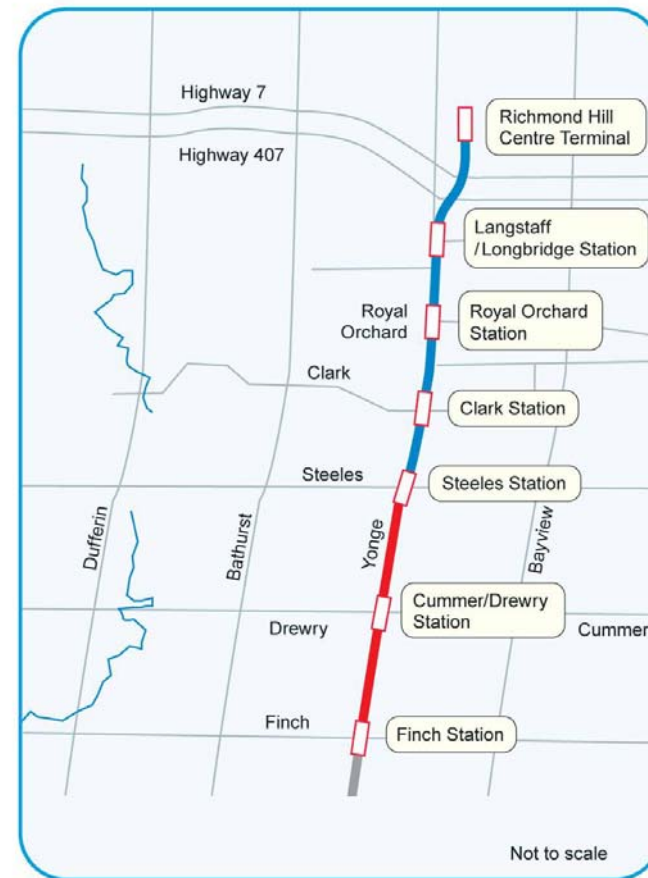 Highway 7
Richmond Hill
Centre Terminal
Highway 407
Langstaff
/Longbridge Station
Royal
Orchard
Royal Orchard
Station
Clark
Clark Station
Steeles
Steeles Station
Dufferin
Bathurst
Yonge
Bayview
Cummer/Drewry
Station
Drewry
Cummer
Finch
Finch Station
Not to scale